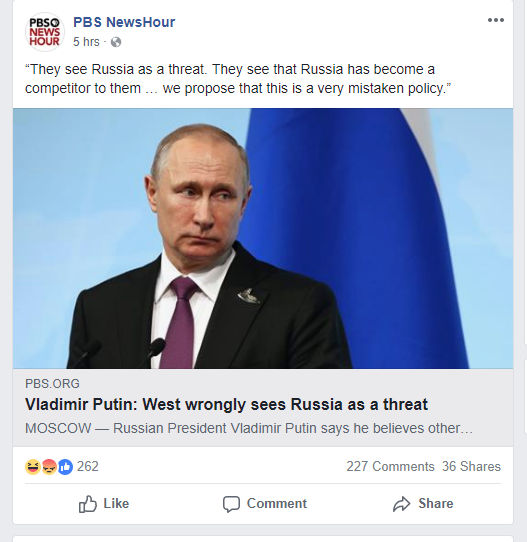 PBS
NEWS
HOUR
PBS NewsHour
5 hrs ·
“They see Russia as a threat. They see that Russia has become a
competitor to them … we propose that this is a very mistaken policy.”
PBS.ORG
Vladimir Putin: West wrongly sees Russia as a threat
MOSCOW — Russian President Vladimir Putin says he believes other…
262
227 Comments 36 Shares
Like Comment Share